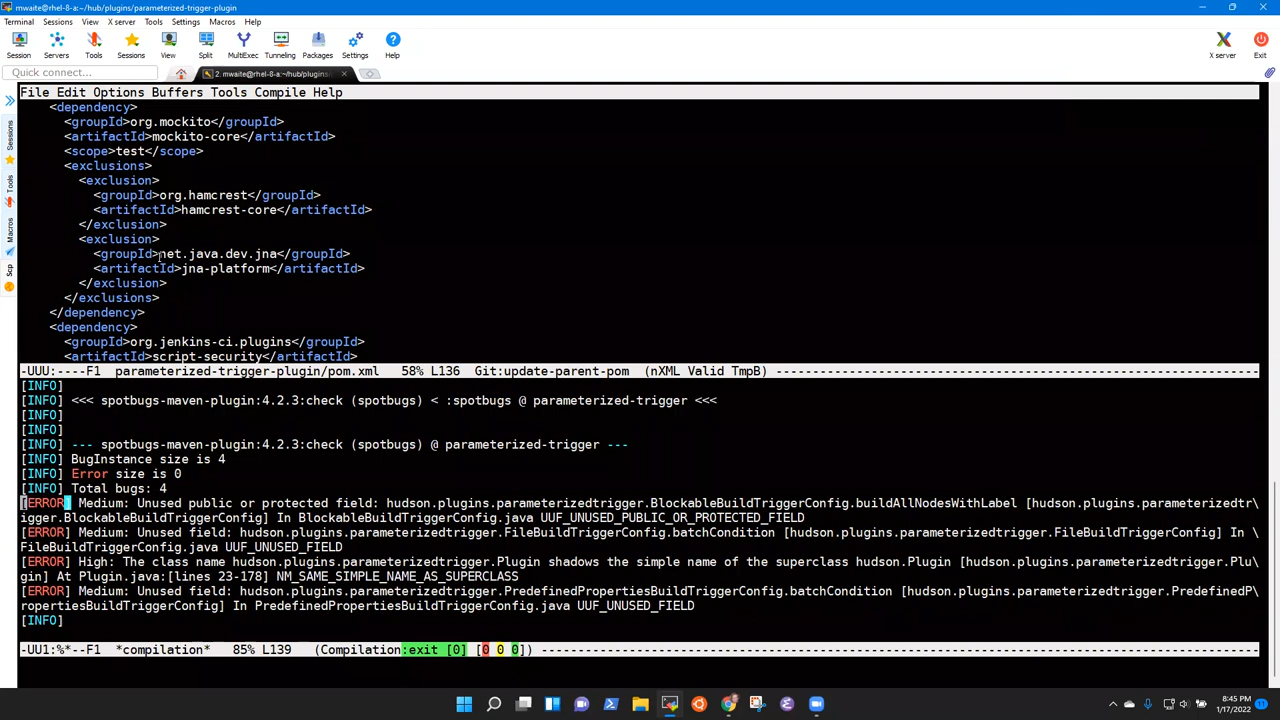 mwaite@rhel-8-a:~/hub/plugins/parameterized-trigger-plugin
Terminal Sessions View X server Tools Settings Macros Help
Session Servers Tools Sessions View Split MultiExec Tunneling Packages Settings Help X server Exit
Quick connect... 2. mwaite@rhel-8-a:~/hub/plugins/
Sessions
Tools
Macros
Scp
File Edit Options Buffers Tools Compile Help
<dependency>
<groupId>org.mockito</groupId>
<artifactId>mockito-core</artifactId>
<scope>test</scope>
<exclusions>
<exclusion>
<groupId>org.hamcrest</groupId>
<artifactId>hamcrest-core</artifactId>
</exclusion>
<exclusion>
<groupId>net.java.dev.jna</groupId>
<artifactId>jna-platform</artifactId>
</exclusion>
</exclusions>
</dependency>
<dependency>
<groupId>org.jenkins-ci.plugins</groupId>
<artifactId>script-security</artifactId>
-UUU:----F1 parameterized-trigger-plugin/pom.xml 58% L136 Git:update-parent-pom (nXML Valid TmpB) ------------------------------------------------------------------
[INFO]
[INFO] <<< spotbugs-maven-plugin:4.2.3:check (spotbugs) < :spotbugs @ parameterized-trigger <<<
[INFO]
[INFO]
[INFO] --- spotbugs-maven-plugin:4.2.3:check (spotbugs) @ parameterized-trigger ---
[INFO] BugInstance size is 4
[INFO] Error size is 0
[INFO] Total bugs: 4
[ERROR] Medium: Unused public or protected field: hudson.plugins.parameterizedtrigger.BlockableBuildTriggerConfig.buildAllNodesWithLabel [hudson.plugins.parameterizedtr\
igger.BlockableBuildTriggerConfig] In BlockableBuildTriggerConfig.java UUF_UNUSED_PUBLIC_OR_PROTECTED_FIELD
[ERROR] Medium: Unused field: hudson.plugins.parameterizedtrigger.FileBuildTriggerConfig.batchCondition [hudson.plugins.parameterizedtrigger.FileBuildTriggerConfig] In \
FileBuildTriggerConfig.java UUF_UNUSED_FIELD
[ERROR] High: The class name hudson.plugins.parameterizedtrigger.Plugin shadows the simple name of the superclass hudson.Plugin [hudson.plugins.parameterizedtrigger.Plu\
gin] At Plugin.java:[lines 23-178] NM_SAME_SIMPLE_NAME_AS_SUPERCLASS
[ERROR] Medium: Unused field: hudson.plugins.parameterizedtrigger.PredefinedPropertiesBuildTriggerConfig.batchCondition [hudson.plugins.parameterizedtrigger.PredefinedP\
ropertiesBuildTriggerConfig] In PredefinedPropertiesBuildTriggerConfig.java UUF_UNUSED_FIELD
[INFO]
-UU1:%*--F1 *compilation* 85% L139 (Compilation:exit [0] [0 0 0]) ------------------------------------------------------------------
8:45 PM
1/17/2022